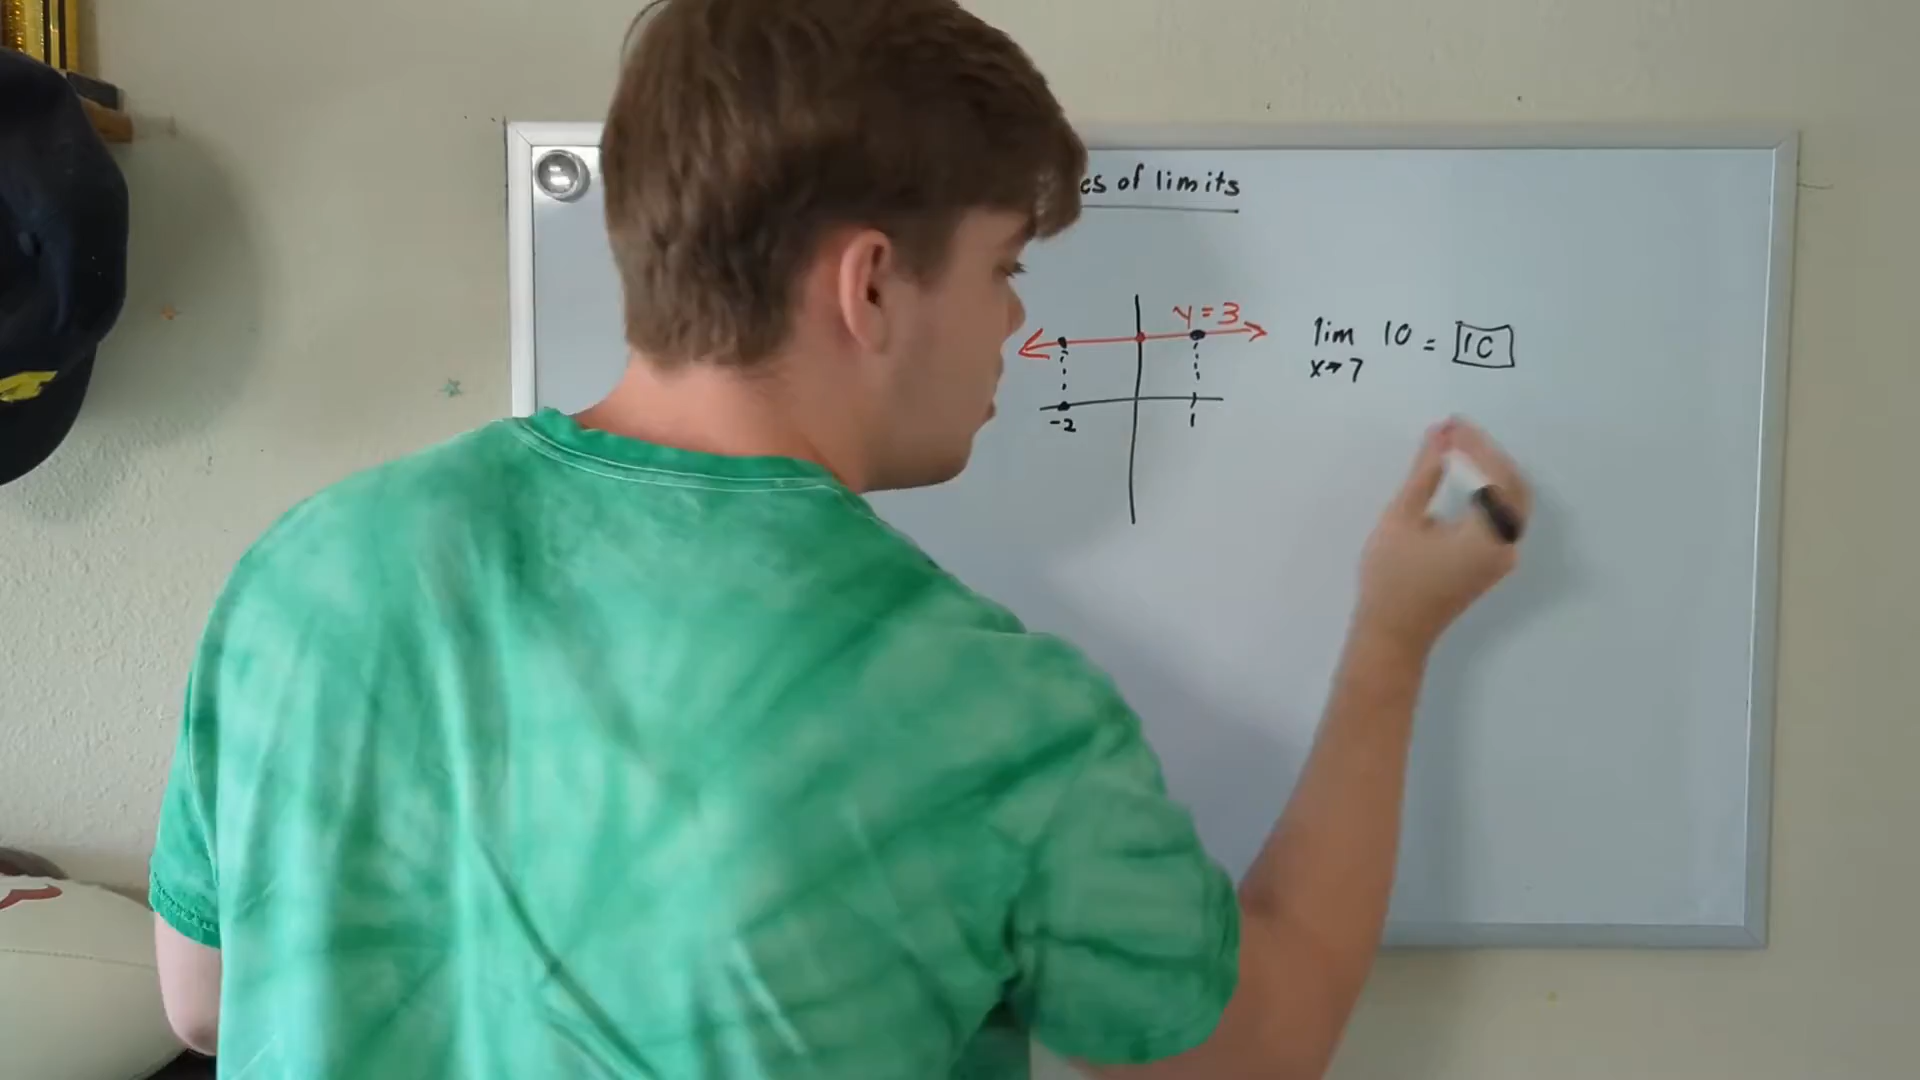 es of limits
y=3
lim 10 = 10
x→7
-2
1